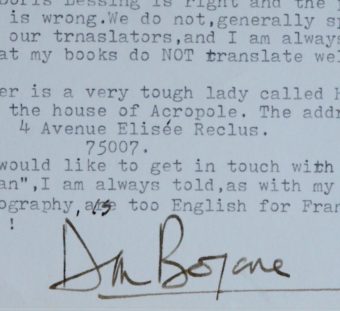 Doris Lessing is right and the
is wrong.We do not,generally
our trnaslators,and I am always
at my books do NOT translate wel
er is a very tough lady called h
the house of Acropole. The addr
4 Avenue Elisée Reclus.
75007.
would like to get in touch with
an",I am always told,as with my
ography, too English for Fran
!